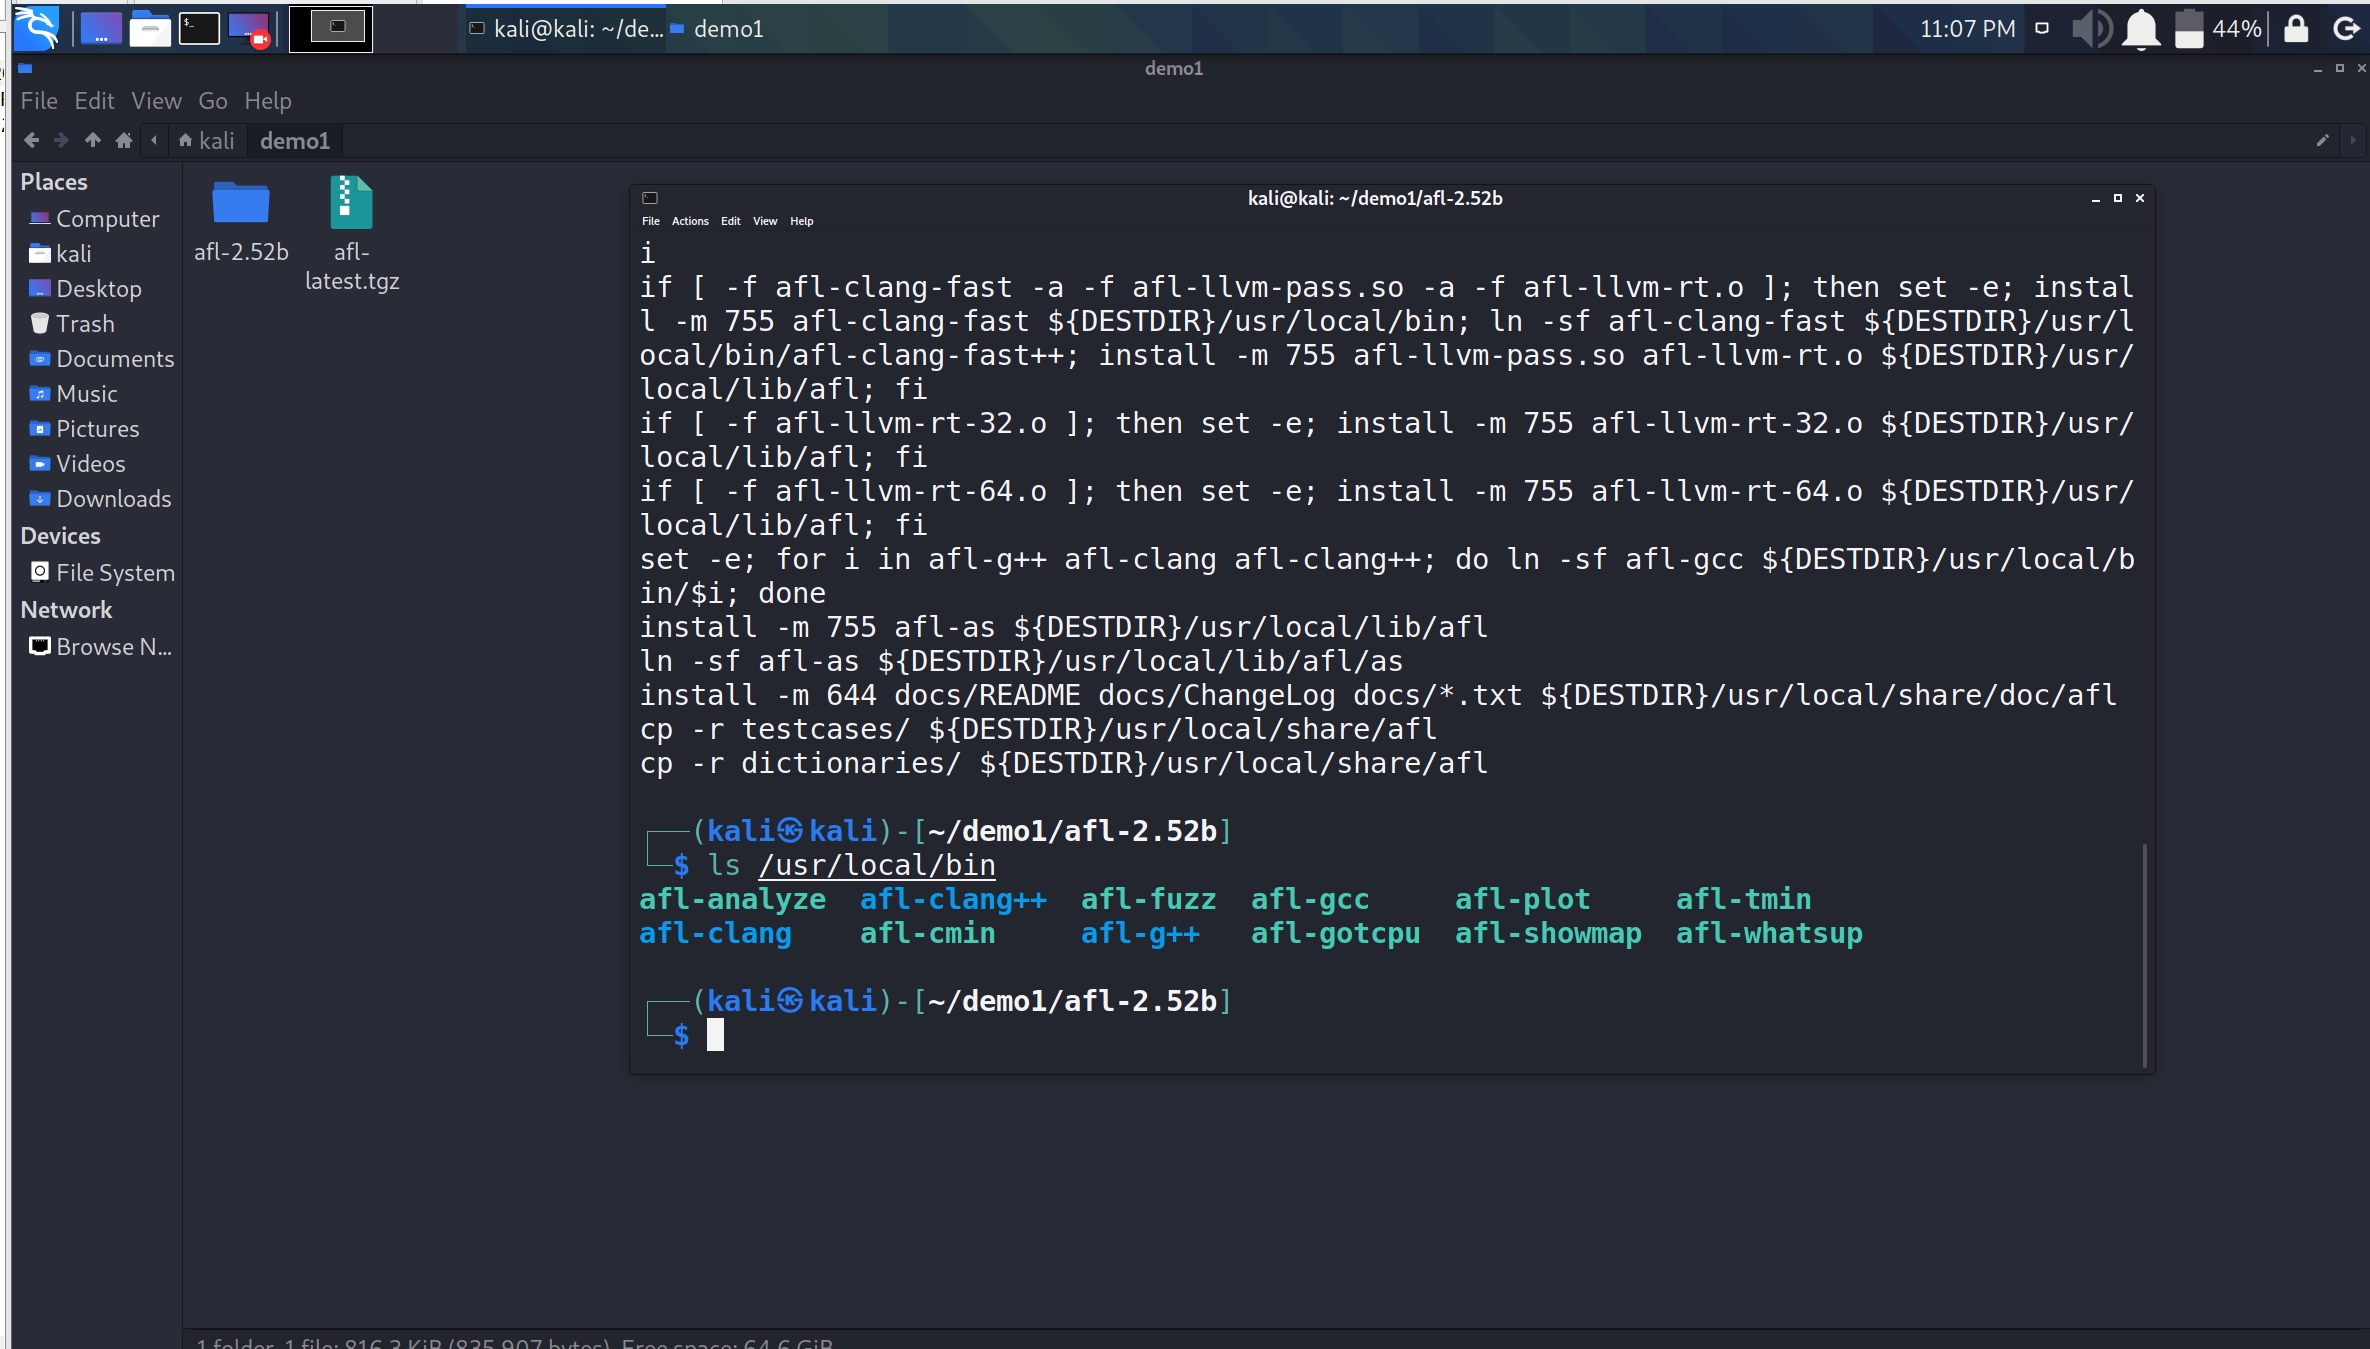 kali@kali: ~/de...
demo1
11:07 PM
44%
demo1
File Edit View Go Help
kali
demo1
Places
Computer
kali
Desktop
Trash
Documents
Music
Pictures
Videos
Downloads
Devices
File System
Network
Browse N...
afl-2.52b
afl-
latest.tgz
kali@kali: ~/demo1/afl-2.52b
File Actions Edit View Help
i
if [ -f afl-clang-fast -a -f afl-llvm-pass.so -a -f afl-llvm-rt.o ]; then set -e; instal
l -m 755 afl-clang-fast ${DESTDIR}/usr/local/bin; ln -sf afl-clang-fast ${DESTDIR}/usr/l
ocal/bin/afl-clang-fast++; install -m 755 afl-llvm-pass.so afl-llvm-rt.o ${DESTDIR}/usr/
local/lib/afl; fi
if [ -f afl-llvm-rt-32.o ]; then set -e; install -m 755 afl-llvm-rt-32.o ${DESTDIR}/usr/
local/lib/afl; fi
if [ -f afl-llvm-rt-64.o ]; then set -e; install -m 755 afl-llvm-rt-64.o ${DESTDIR}/usr/
local/lib/afl; fi
set -e; for i in afl-g++ afl-clang afl-clang++; do ln -sf afl-gcc ${DESTDIR}/usr/local/b
in/$i; done
install -m 755 afl-as ${DESTDIR}/usr/local/lib/afl
ln -sf afl-as ${DESTDIR}/usr/local/lib/afl/as
install -m 644 docs/README docs/ChangeLog docs/*.txt ${DESTDIR}/usr/local/share/doc/afl
cp -r testcases/ ${DESTDIR}/usr/local/share/afl
cp -r dictionaries/ ${DESTDIR}/usr/local/share/afl
┌──(kali㉿kali)-[~/demo1/afl-2.52b]
└─$ ls /usr/local/bin
afl-analyze afl-clang++ afl-fuzz afl-gcc afl-plot afl-tmin
afl-clang afl-cmin afl-g++ afl-gotcpu afl-showmap afl-whatsup
┌──(kali㉿kali)-[~/demo1/afl-2.52b]
└─$
1 folder, 1 file: 816.3 KiB (835,907 bytes), Free space: 64.6 GiB